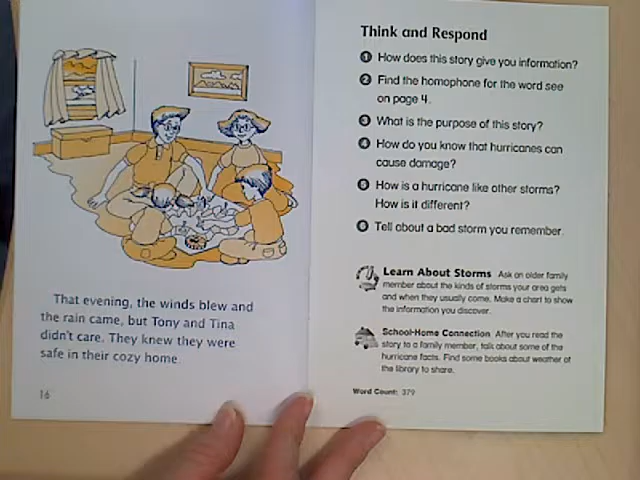 That evening, the winds blew and
the rain came, but Tony and Tina
didn't care. They knew they were
safe in their cozy home.
16
Think and Respond
1 How does this story give you information?
2 Find the homophone for the word see
on page 4.
3 What is the purpose of this story?
4 How do you know that hurricanes can
cause damage?
5 How is a hurricane like other storms?
How is it different?
6 Tell about a bad storm you remember.
Learn About Storms Ask an older family
member about the kinds of storms your area gets
and when they usually come. Make a chart to show
the information you discover.
School-Home Connection After you read the
story to a family member, talk about some of the
hurricane facts. Find some books about weather at
the library to share.
Word Count: 379